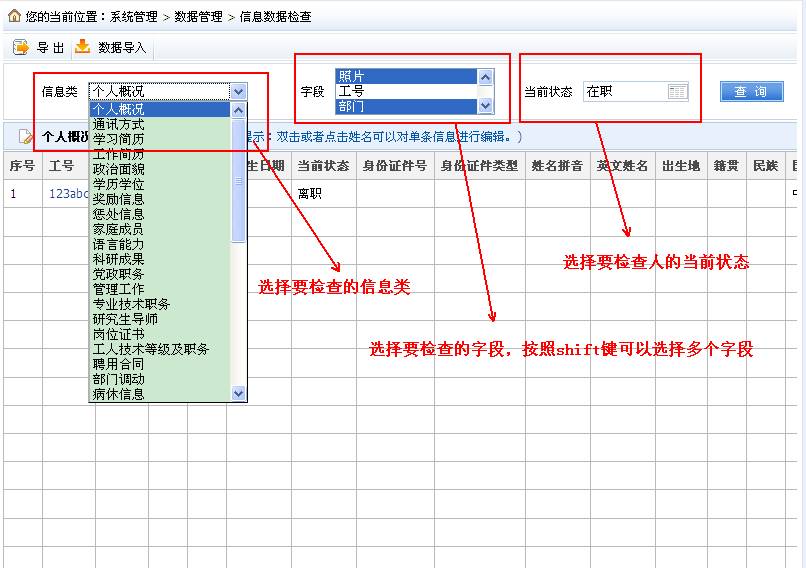 您的当前位置：系统管理 > 数据管理 > 信息数据检查
导出 数据导入
信息类 个人概况
字段 照片
工号
部门
当前状态 在职
查询
个人概况
提示：双击或者点击姓名可以对单条信息进行编辑。)
序号 工号 生日期 当前状态 身份证件号 身份证件类型 姓名拼音 英文姓名 出生地 籍贯 民族
1 123abc 离职
个人概况
通讯方式
学习简历
工作简历
政治面貌
学历学位
奖励信息
惩处信息
家庭成员
语言能力
科研成果
党政职务
管理工作
专业技术职务
研究生导师
岗位证书
工人技术等级及职务
聘用合同
部门调动
病休信息
选择要检查的信息类
选择要检查人的当前状态
选择要检查的字段，按照shift键可以选择多个字段